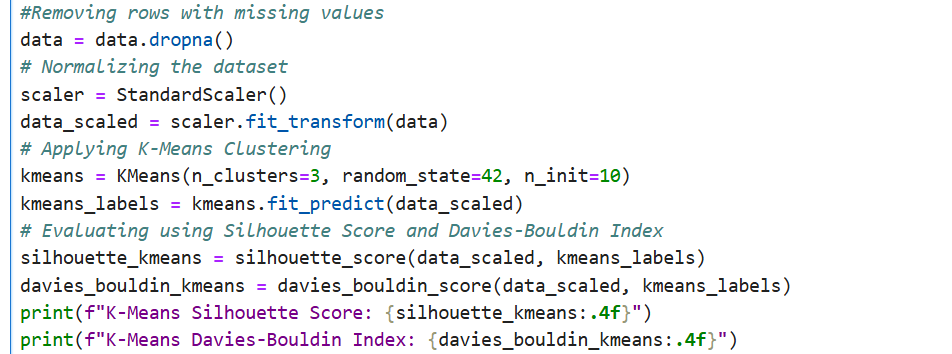 #Removing rows with missing values
data = data.dropna()
# Normalizing the dataset
scaler = StandardScaler()
data_scaled = scaler.fit_transform(data)
# Applying K-Means Clustering
kmeans = KMeans(n_clusters=3, random_state=42, n_init=10)
kmeans_labels = kmeans.fit_predict(data_scaled)
# Evaluating using Silhouette Score and Davies-Bouldin Index
silhouette_kmeans = silhouette_score(data_scaled, kmeans_labels)
davies_bouldin_kmeans = davies_bouldin_score(data_scaled, kmeans_labels)
print(f"K-Means Silhouette Score: {silhouette_kmeans:.4f}")
print(f"K-Means Davies-Bouldin Index: {davies_bouldin_kmeans:.4f}")